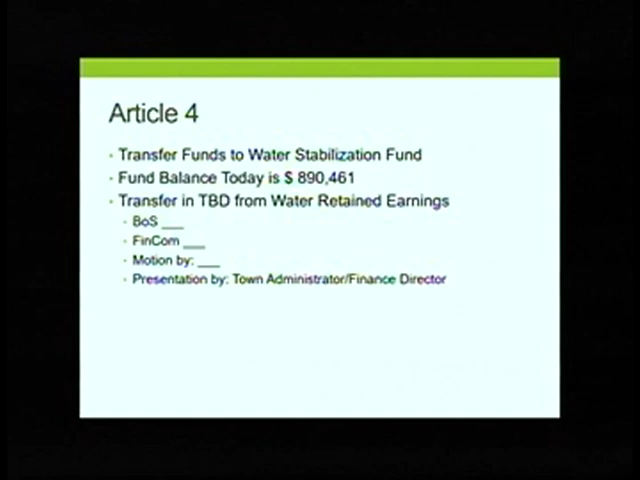 Article 4
Transfer Funds to Water Stabilization Fund
Fund Balance Today is $ 890,461
Transfer in TBD from Water Retained Earnings
BoS ___
FinCom ___
Motion by: ___
Presentation by: Town Administrator/Finance Director